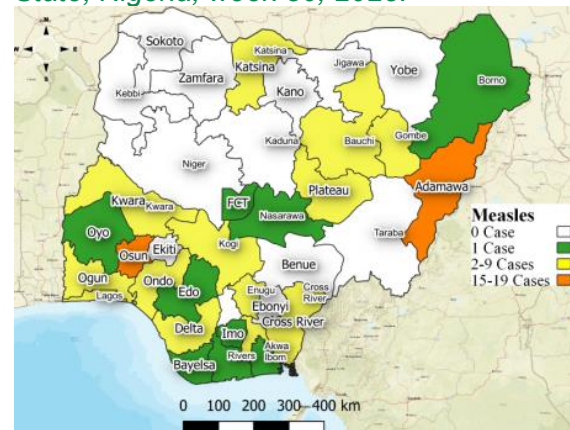 State, Nigeria, week
Sokoto
Katsina
Katsina
Jigawa
Yobe
Zamfara
Borno
Kebbi
Kano
Kaduna
Bauchi
Gombe
Niger
Adamawa
Plateau
FCT
Kwara
Kwara
Nasarawa
Taraba
Oyo
Kogi
Osun
Ekiti
Benue
Ogun
Ondo
Edo
Enugu
Cross
River
Lagos
Ebonyi
Cross River
Delta
Imo
Akwa
Ibom
Bayelsa
Rivers
Measles
0 Case
1 Case
2-9 Cases
15-19 Cases
0 100 200 300 400 km